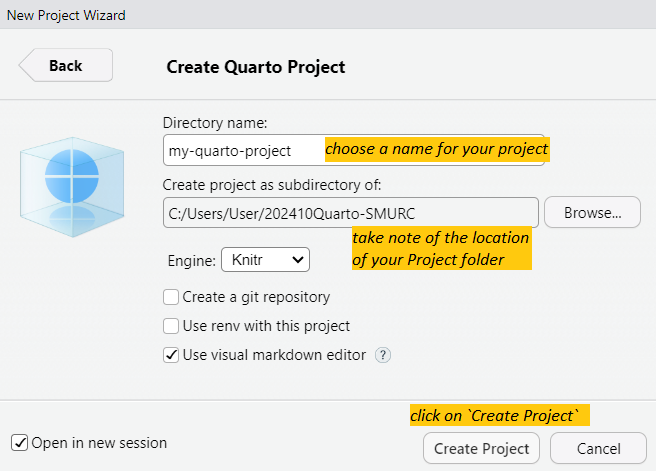 New Project Wizard
Back
Create Quarto Project
Directory name:
my-quarto-project
choose a name for your project
Create project as subdirectory of:
C:/Users/User/202410Quarto-SMURC
Browse...
take note of the location
of your Project folder
Engine:
Knitr
Create a git repository
Use renv with this project
Use visual markdown editor ?
click on `Create Project`
Open in new session
Create Project
Cancel